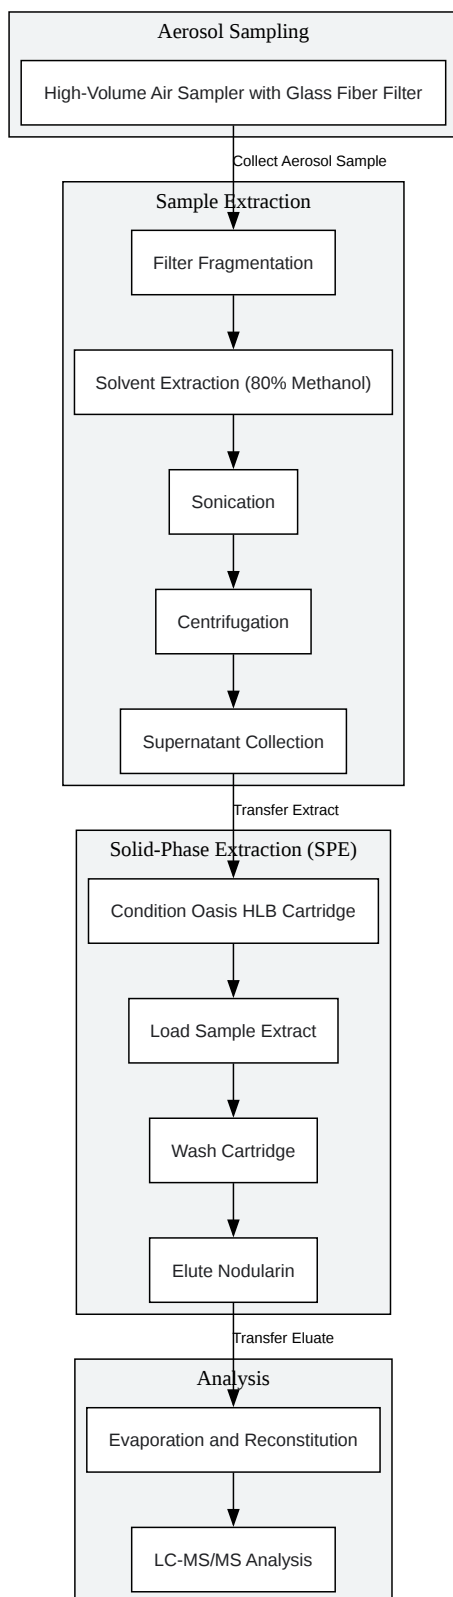 Aerosol Sampling
High-Volume Air Sampler with Glass Fiber Filter
Collect Aerosol Sample
Sample Extraction
Filter Fragmentation
Solvent Extraction (80% Methanol)
Sonication
Centrifugation
Supernatant Collection
Transfer Extract
Solid-Phase Extraction (SPE)
Condition Oasis HLB Cartridge
Load Sample Extract
Wash Cartridge
Elute Nodularin
Transfer Eluate
Analysis
Evaporation and Reconstitution
LC-MS/MS Analysis